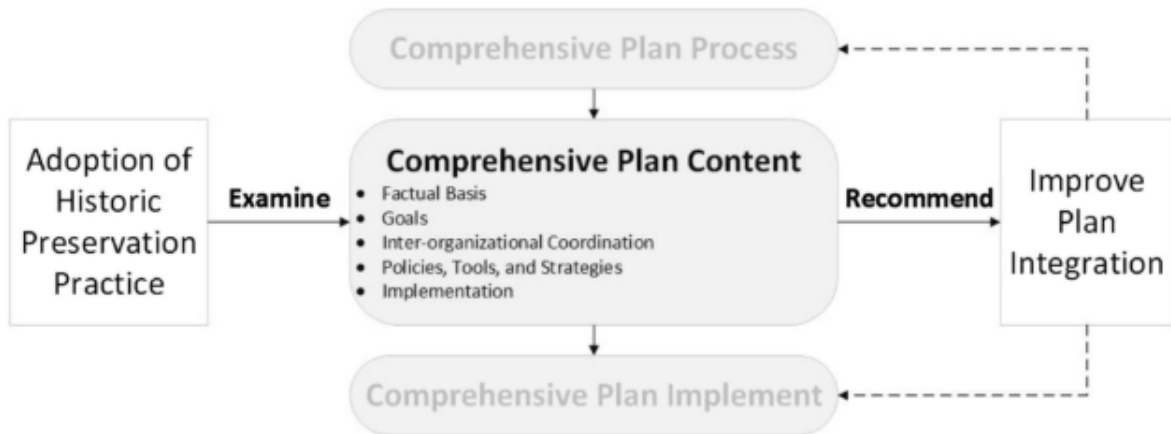 Comprehensive Plan Process
Adoption of
Historic
Preservation
Practice
Examine
Comprehensive Plan Content
• Factual Basis
• Goals
• Inter-organizational Coordination
• Policies, Tools, and Strategies
• Implementation
Recommend
Improve
Plan
Integration
Comprehensive Plan Implement